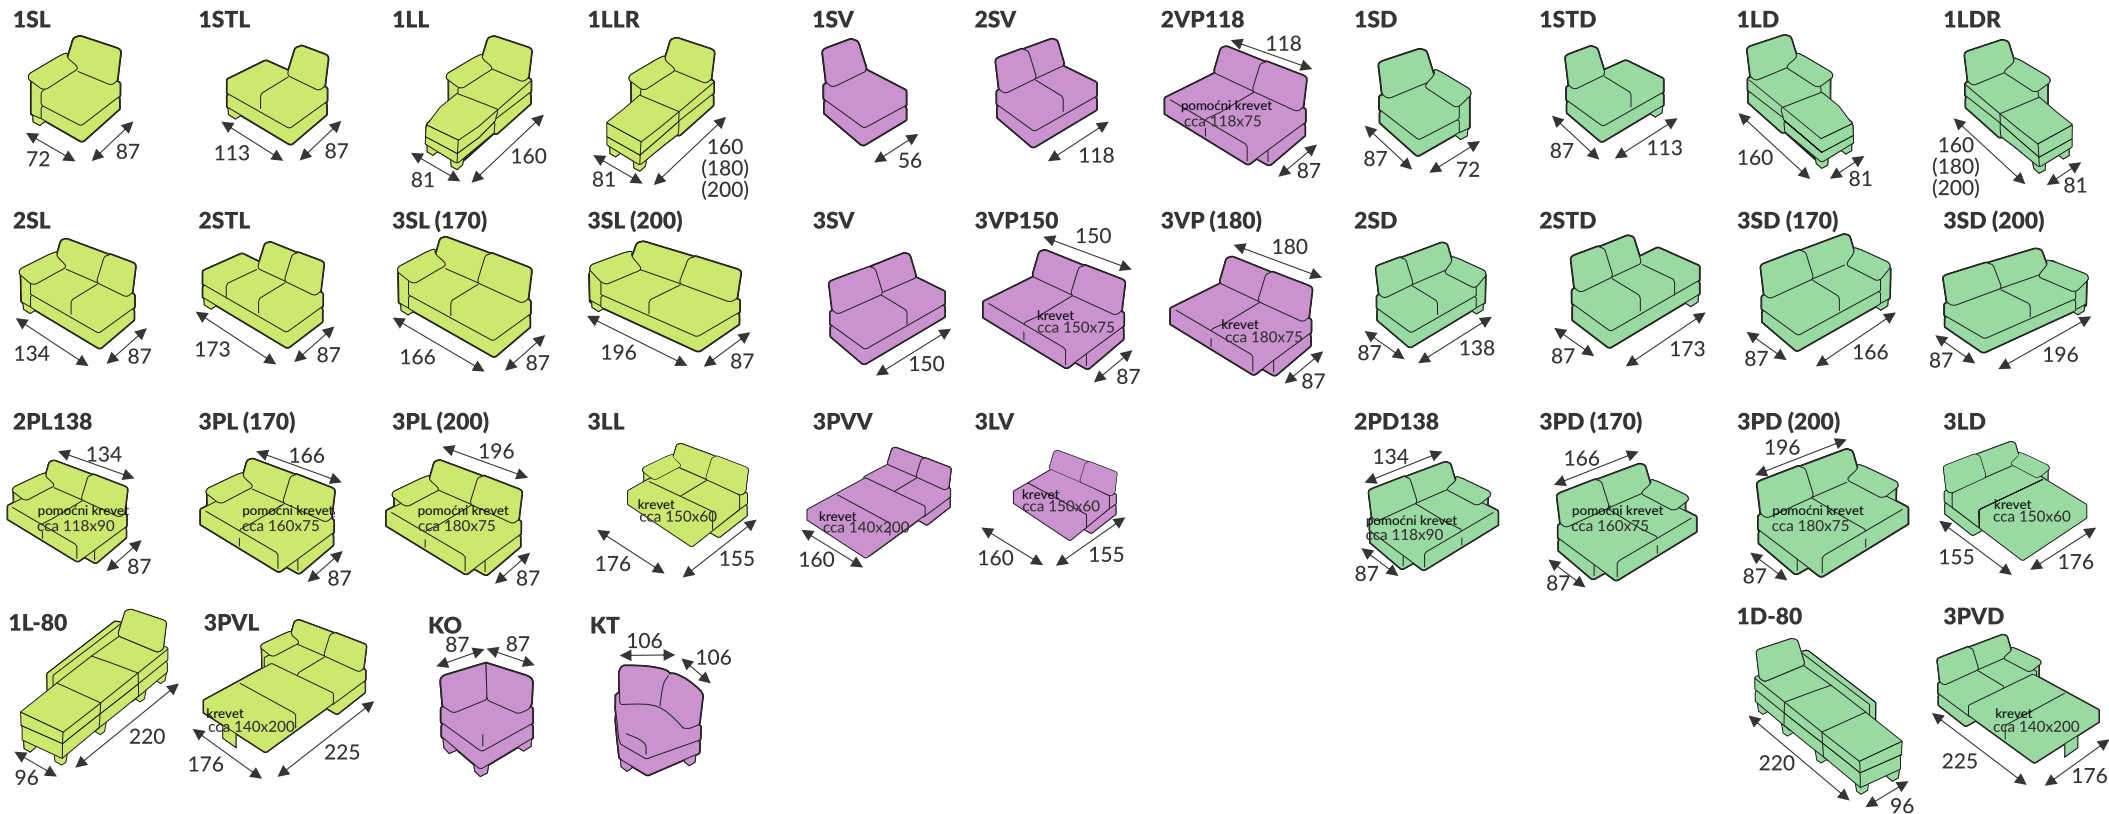 1SL 1STL 1LL 1LLR 1SV 2SV 2VP118 1SD 1STD 1LD 1LDR
118
pomoćni krevet
cca 118x75
72 87
113 87
81 160
81 160
(180)
(200)
56
118
87
87 72
87 113
160 81
160
(180)
(200)
81
2SL 2STL 3SL (170) 3SL (200) 3SV 3VP150 3VP (180) 2SD 2STD 3SD (170) 3SD (200)
150
180
krevet
cca 150x75
krevet
cca 180x75
134 87
173 87
166 87
196 87
150
87
87
87 138
87 173
87 166
87 196
2PL138 3PL (170) 3PL (200) 3LL 3PVV 3LV 2PD138 3PD (170) 3PD (200) 3LD
134
166
196
134
166
196
pomoćni krevet
cca 118x90
pomoćni krevet
cca 160x75
pomoćni krevet
cca 180x75
krevet
cca 150x60
krevet
cca 140x200
krevet
cca 150x60
pomoćni krevet
cca 118x90
pomoćni krevet
cca 160x75
pomoćni krevet
cca 180x75
krevet
cca 150x60
87
87
87
176 155
160
160 155
87
87
87
155 176
1L-80 3PVL KO KT 1D-80 3PVD
87 87
106
106
krevet
cca 140x200
krevet
cca 140x200
96 220
176 225
220 96
225 176